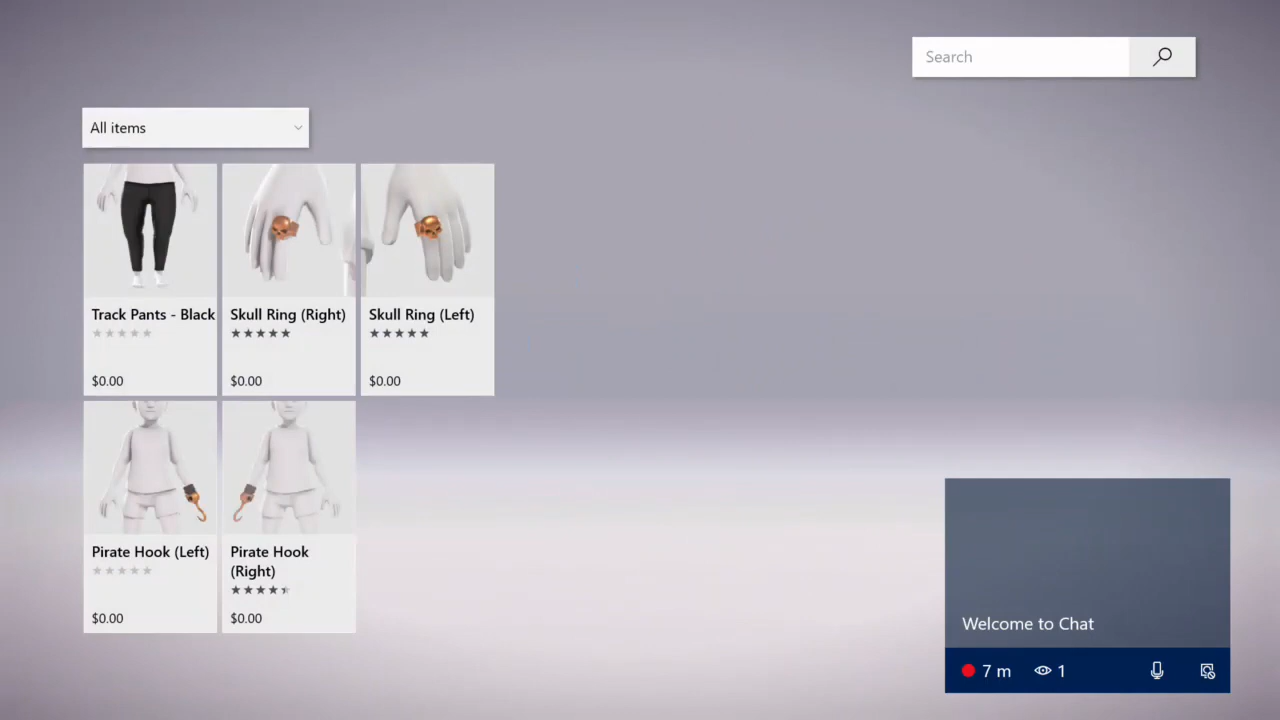 Search
All items
Track Pants - Black
$0.00
Skull Ring (Right)
$0.00
Skull Ring (Left)
$0.00
Pirate Hook (Left)
$0.00
Pirate Hook
(Right)
$0.00
Welcome to Chat
7 m
1